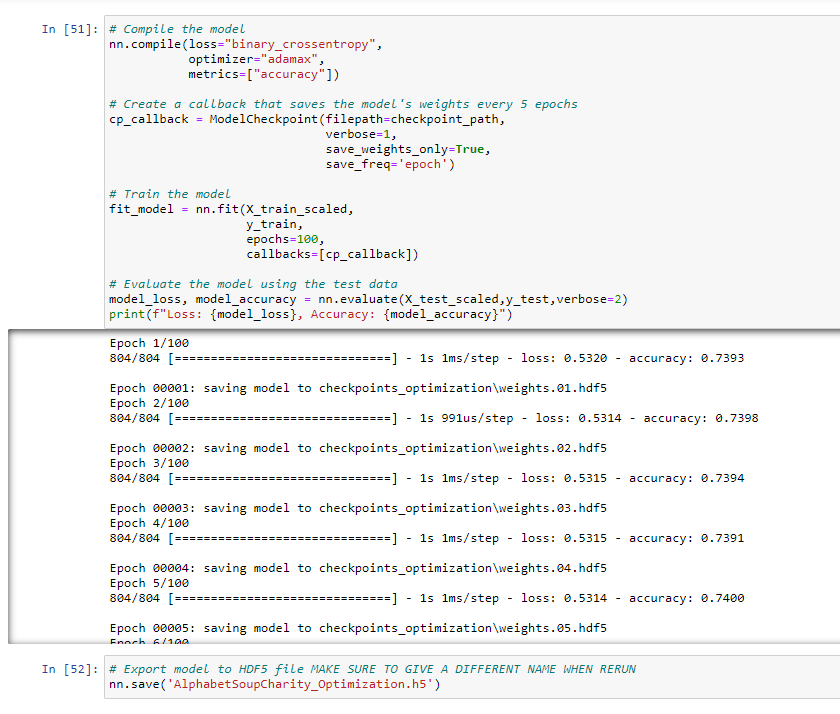 In [51]: # Compile the model
nn.compile(loss="binary_crossentropy",
optimizer="adamax",
metrics=["accuracy"])
# Create a callback that saves the model's weights every 5 epochs
cp_callback = ModelCheckpoint(filepath=checkpoint_path,
verbose=1,
save_weights_only=True,
save_freq='epoch')
# Train the model
fit_model = nn.fit(X_train_scaled,
y_train,
epochs=100,
callbacks=[cp_callback])
# Evaluate the model using the test data
model_loss, model_accuracy = nn.evaluate(X_test_scaled,y_test,verbose=2)
print(f"Loss: {model_loss}, Accuracy: {model_accuracy}")
Epoch 1/100
804/804 [==============================] - 1s 1ms/step - loss: 0.5320 - accuracy: 0.7393
Epoch 00001: saving model to checkpoints_optimization\weights.01.hdf5
Epoch 2/100
804/804 [==============================] - 1s 991us/step - loss: 0.5314 - accuracy: 0.7398
Epoch 00002: saving model to checkpoints_optimization\weights.02.hdf5
Epoch 3/100
804/804 [==============================] - 1s 1ms/step - loss: 0.5315 - accuracy: 0.7394
Epoch 00003: saving model to checkpoints_optimization\weights.03.hdf5
Epoch 4/100
804/804 [==============================] - 1s 1ms/step - loss: 0.5315 - accuracy: 0.7391
Epoch 00004: saving model to checkpoints_optimization\weights.04.hdf5
Epoch 5/100
804/804 [==============================] - 1s 1ms/step - loss: 0.5314 - accuracy: 0.7400
Epoch 00005: saving model to checkpoints_optimization\weights.05.hdf5
Epoch 6/100
In [52]: # Export model to HDF5 file MAKE SURE TO GIVE A DIFFERENT NAME WHEN RERUN
nn.save('AlphabetSoupCharity_Optimization.h5')